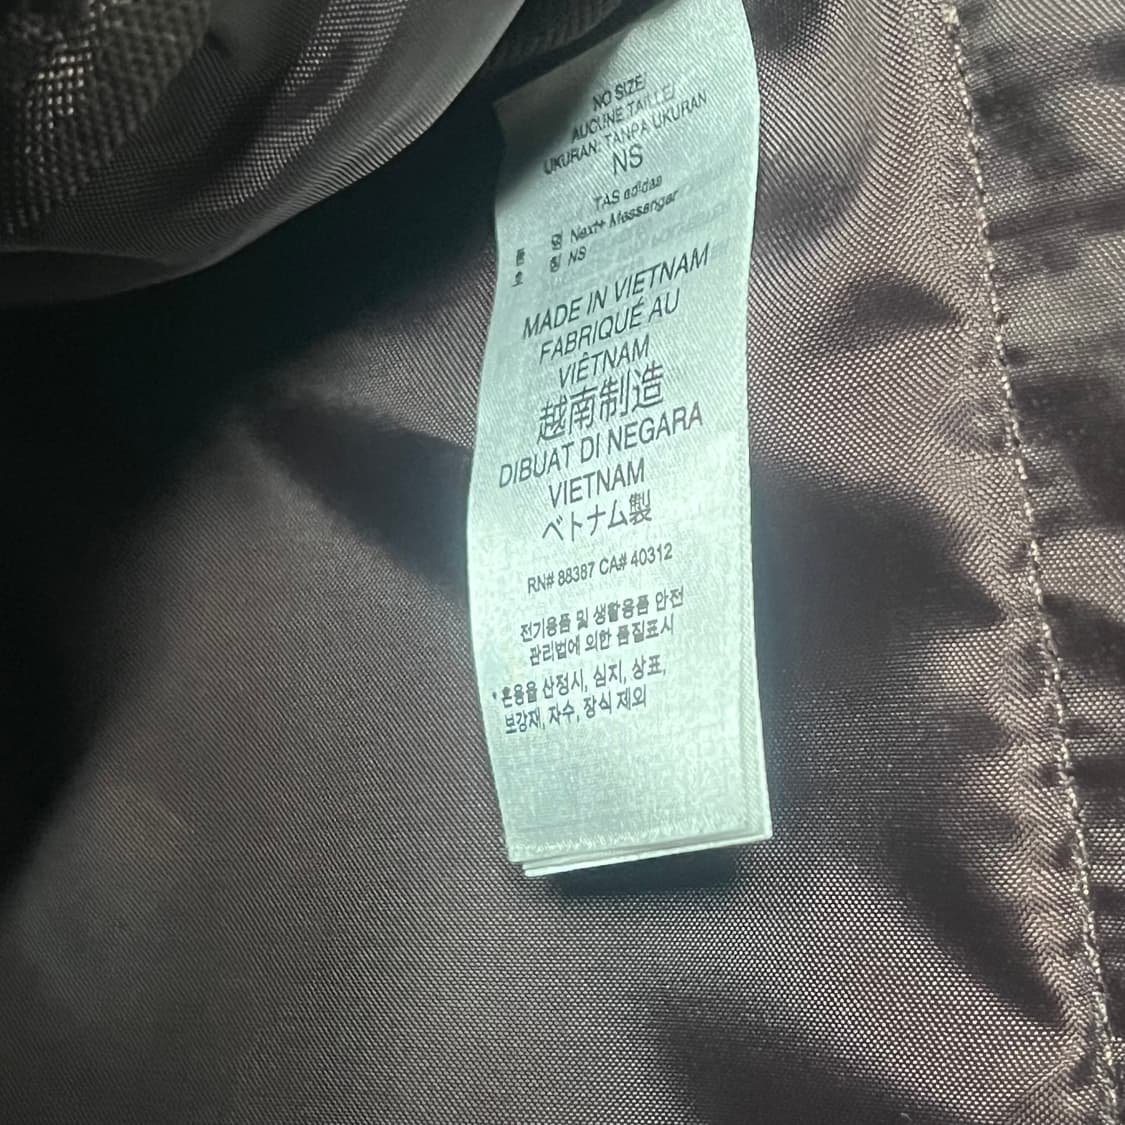 NO SIZE/
AUCUNE TAILLE/
UKURAN: TANPA UKURAN
NS
TAS adidas
품 명 Next+ Messenger
호 칭 NS
MADE IN VIETNAM
FABRIQUÉ AU
VIÊTNAM
越南制造
DIBUAT DI NEGARA
VIETNAM
ベトナム製
RN# 88387 CA# 40312
전기용품 및 생활용품 안전
관리법에 의한 품질표시
* 혼용율 산정시, 심지, 상표,
보강재, 자수, 장식 제외